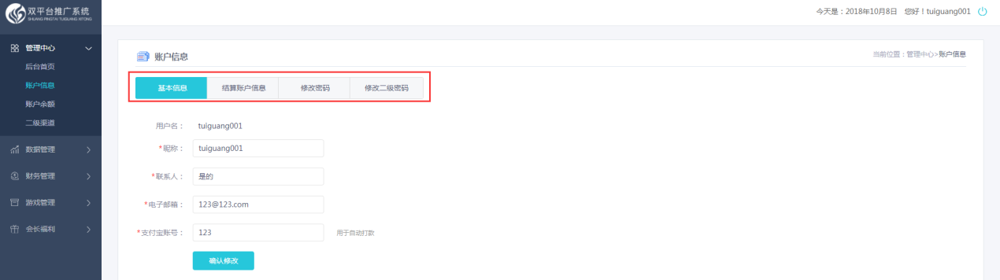 双平台推广系统
SHUANG PINGTAI TUIGUANG XITONG
今天是：2018年10月8日 您好！tuiguang001
管理中心
后台首页
账户信息
账户余额
二级渠道
数据管理
财务管理
游戏管理
会长福利
账户信息
当前位置：管理中心>账户信息
基本信息 结算账户信息 修改密码 修改二级密码
用户名： tuiguang001
*昵称： tuiguang001
*联系人： 是的
*电子邮箱： 123@123.com
*支付宝账号： 123 用于自动打款
确认修改